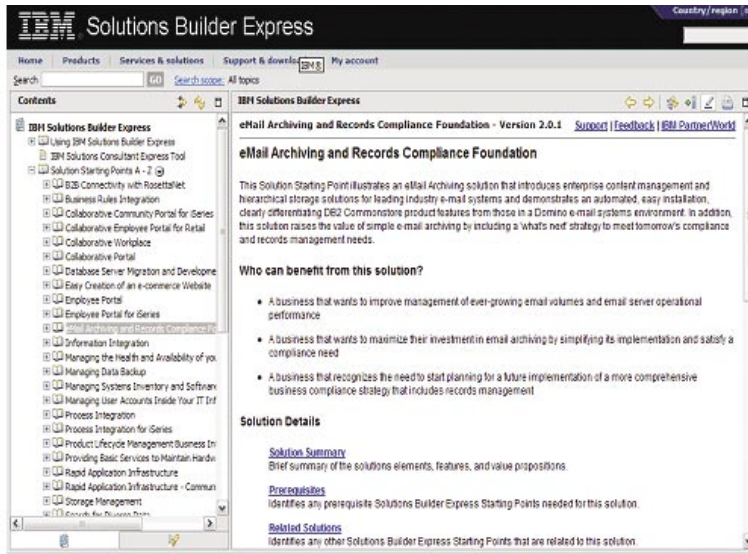 Country/region
IBM Solutions Builder Express
Home Products Services & solutions Support & downloa IBM My account
Search GO Search scope: All topics
Contents
IBM Solutions Builder Express
Using IBM Solutions Builder Express
IBM Solutions Consultant Express Tool
Solution Starting Points A - Z
B2B Connectivity with RosettaNet
Business Rules Integration
Collaborative Community Portal for iSeries
Collaborative Employee Portal for Retail
Collaborative Workplace
Collaborative Portal
Database Server Migration and Developme
Easy Creation of an e-commerce Website
Employee Portal
Employee Portal for iSeries
eMail Archiving and Records Compliance Fo
Information Integration
Managing the Health and Availability of you
Managing Data Backup
Managing Systems Inventory and Software
Managing User Accounts Inside Your IT Inf
Process Integration
Process Integration for iSeries
Product Lifecycle Management Business In
Providing Basic Services to Maintain Hardw
Rapid Application Infrastructure
Rapid Application Infrastructure - Commun
Storage Management
Search for Diverse Data
IBM Solutions Builder Express
eMail Archiving and Records Compliance Foundation - Version 2.0.1 Support | Feedback | IBM PartnerWorld
eMail Archiving and Records Compliance Foundation
This Solution Starting Point illustrates an eMail Archiving solution that introduces enterprise content management and
hierarchical storage solutions for leading industry e-mail systems and demonstrates an automated, easy installation,
clearly differentiating DB2 Commonstore product features from those in a Domino e-mail systems environment. In addition,
this solution raises the value of simple e-mail archiving by including a 'what's next' strategy to meet tomorrow's compliance
and records management needs.
Who can benefit from this solution?
• A business that wants to improve management of ever-growing email volumes and email server operational
performance
• A business that wants to maximize their investment in email archiving by simplifying its implementation and satisfy a
compliance need
• A business that recognizes the need to start planning for a future implementation of a more comprehensive
business compliance strategy that includes records management
Solution Details
Solution Summary
Brief summary of the solutions elements, features, and value propositions.
Prerequisites
Identifies any prerequisite Solutions Builder Express Starting Points needed for this solution.
Related Solutions
Identifies any other Solutions Builder Express Starting Points that are related to this solution.